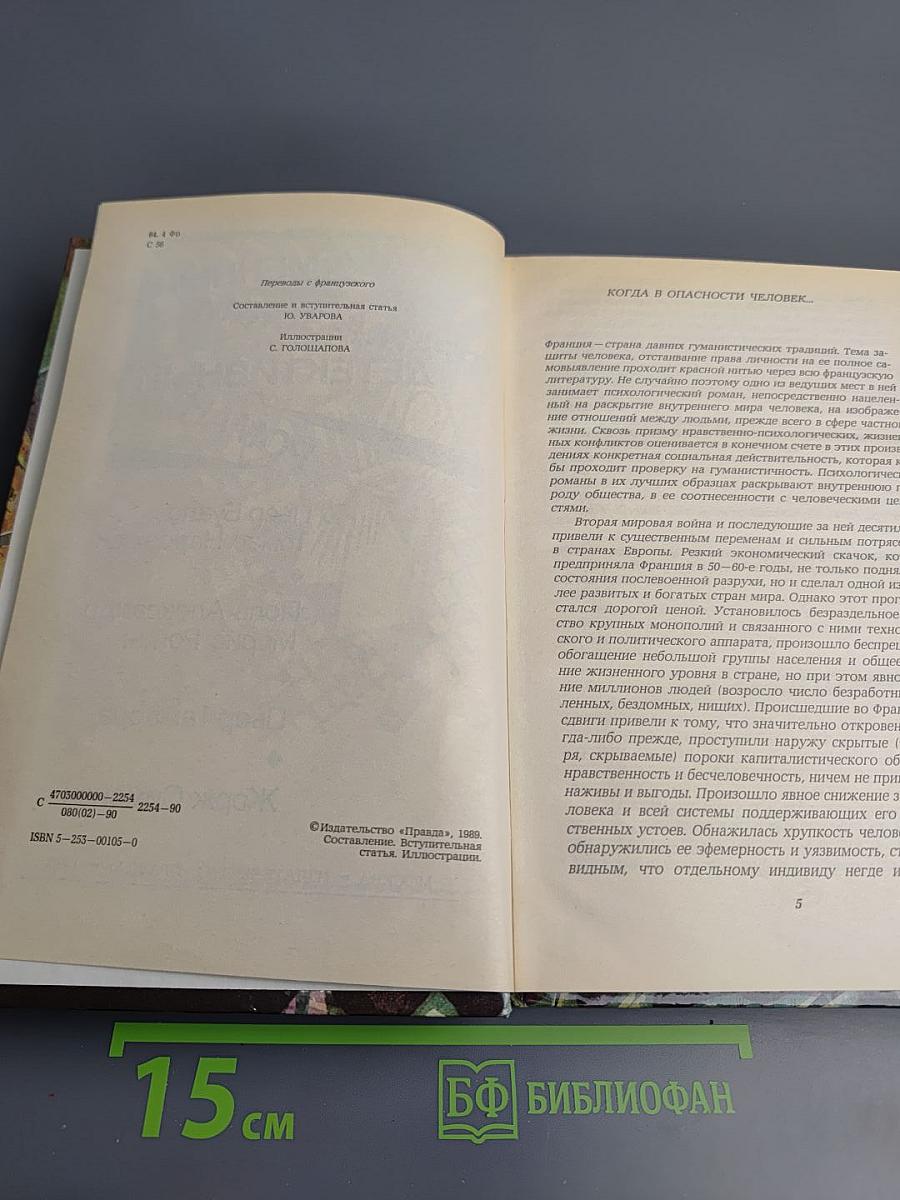 84. 4 Фр
С 56
Переводы с французского
Составление и вступительная статья
Ю. УВАРОВА
Иллюстрации
С. ГОЛОЩАПОВА
С 4703000000—2254 2254—90
080(02)—90
ISBN 5—253—00105—0
©Издательство «Правда», 1989.
Составление. Вступительная
статья. Иллюстрации.
КОГДА В ОПАСНОСТИ ЧЕЛОВЕК...
Франция — страна давних гуманистических традиций. Тема за-
щиты человека, отстаивание права личности на ее полное са-
мовыявление проходит красной нитью через всю французскую
литературу. Не случайно поэтому одно из ведущих мест в ней
занимает психологический роман, непосредственно нацелен-
ный на раскрытие внутреннего мира человека, на изображе
ние отношений между людьми, прежде всего в сфере частной
жизни. Сквозь призму нравственно-психологических, жизнен
ных конфликтов оценивается в конечном счете в этих произв
дениях конкретная социальная действительность, которая к
бы проходит проверку на гуманистичность. Психологическ
романы в их лучших образцах раскрывают внутреннюю п
роду общества, в ее соотнесенности с человеческими це
стями.
Вторая мировая война и последующие за ней десятил
привели к существенным переменам и сильным потрясе
в странах Европы. Резкий экономический скачок, ко
предприняла Франция в 50—60-е годы, не только подня
состояния послевоенной разрухи, но и сделал одной из
лее развитых и богатых стран мира. Однако этот прог
стался дорогой ценой. Установилось безраздельное
ство крупных монополий и связанного с ними техно
ского и политического аппарата, произошло беспрец
обогащение небольшой группы населения и общее
ние жизненного уровня в стране, но при этом явно
ние миллионов людей (возросло число безработн
ленных, бездомных, нищих). Происшедшие во Фран
сдвиги привели к тому, что значительно откровен
гда-либо прежде, проступили наружу скрытые (
ря, скрываемые) пороки капиталистического об
нравственность и бесчеловечность, ничем не при
наживы и выгоды. Произошло явное снижение з
ловека и всей системы поддерживающих его
ственных устоев. Обнажилась хрупкость челове
обнаружились ее эфемерность и уязвимость, ст
видным, что отдельному индивиду негде и
5
15 см
БФ БИБЛИОФАН